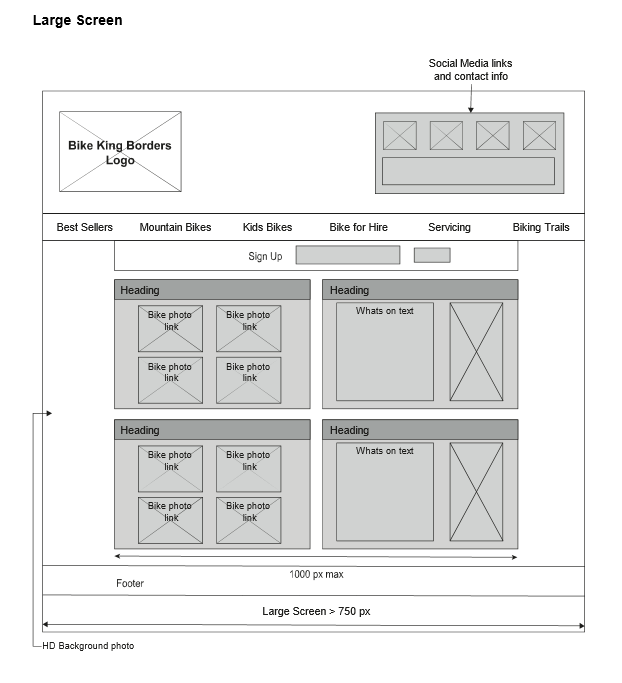 Large Screen
Social Media links
and contact info
Bike King Borders
Logo
Best Sellers Mountain Bikes Kids Bikes Bike for Hire Servicing Biking Trails
Sign Up
Heading
Bike photo
link
Bike photo
link
Bike photo
link
Bike photo
link
Heading
Whats on text
Heading
Bike photo
link
Bike photo
link
Bike photo
link
Bike photo
link
Heading
Whats on text
1000 px max
Footer
Large Screen > 750 px
HD Background photo